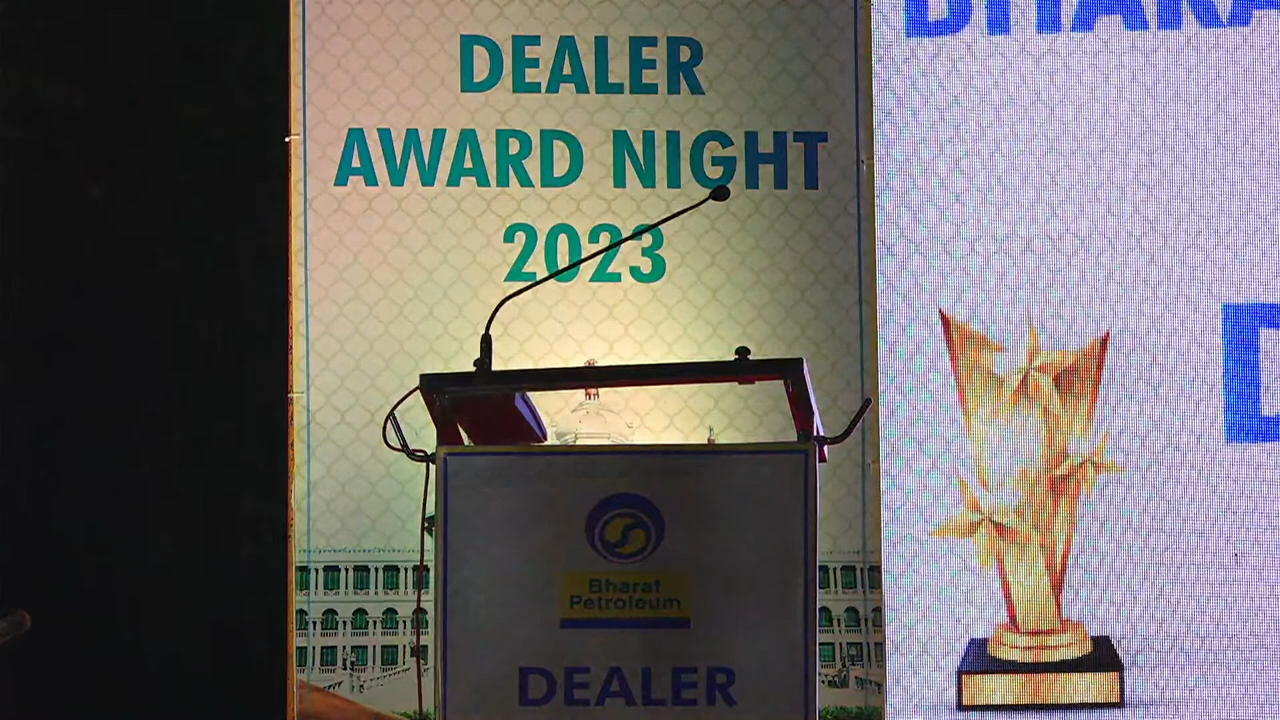 DEALER
AWARD NIGHT
2023
Bharat
Petroleum
DEALER